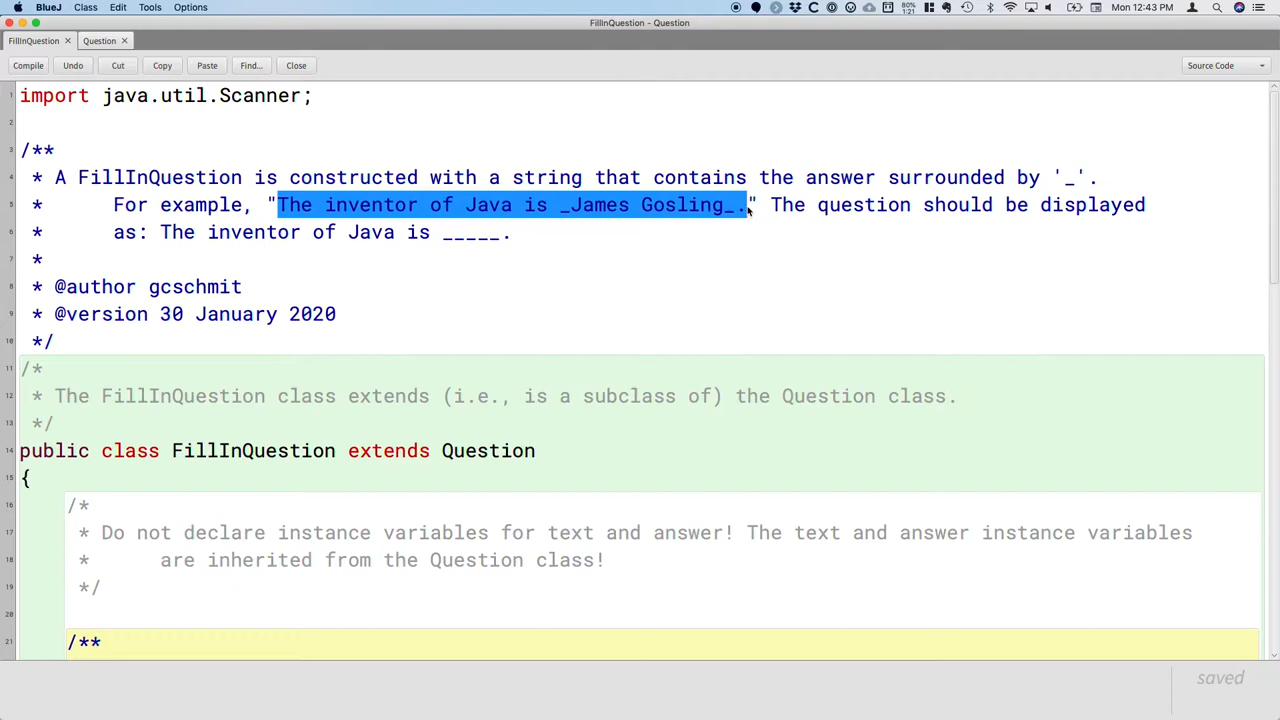 BlueJ Class Edit Tools Options 80% 1:21 Mon 12:43 PM
FillInQuestion - Question
FillInQuestion Question
Compile Undo Cut Copy Paste Find... Close Source Code
1 import java.util.Scanner;
2
3 /**
4 * A FillInQuestion is constructed with a string that contains the answer surrounded by '_'.
5 * For example, "The inventor of Java is _James Gosling_." The question should be displayed
6 * as: The inventor of Java is _____.
7 *
8 * @author gcschmit
9 * @version 30 January 2020
10 */
11 /*
12 * The FillInQuestion class extends (i.e., is a subclass of) the Question class.
13 */
14 public class FillInQuestion extends Question
15 {
16 /*
17 * Do not declare instance variables for text and answer! The text and answer instance variables
18 * are inherited from the Question class!
19 */
20
21 /**
saved